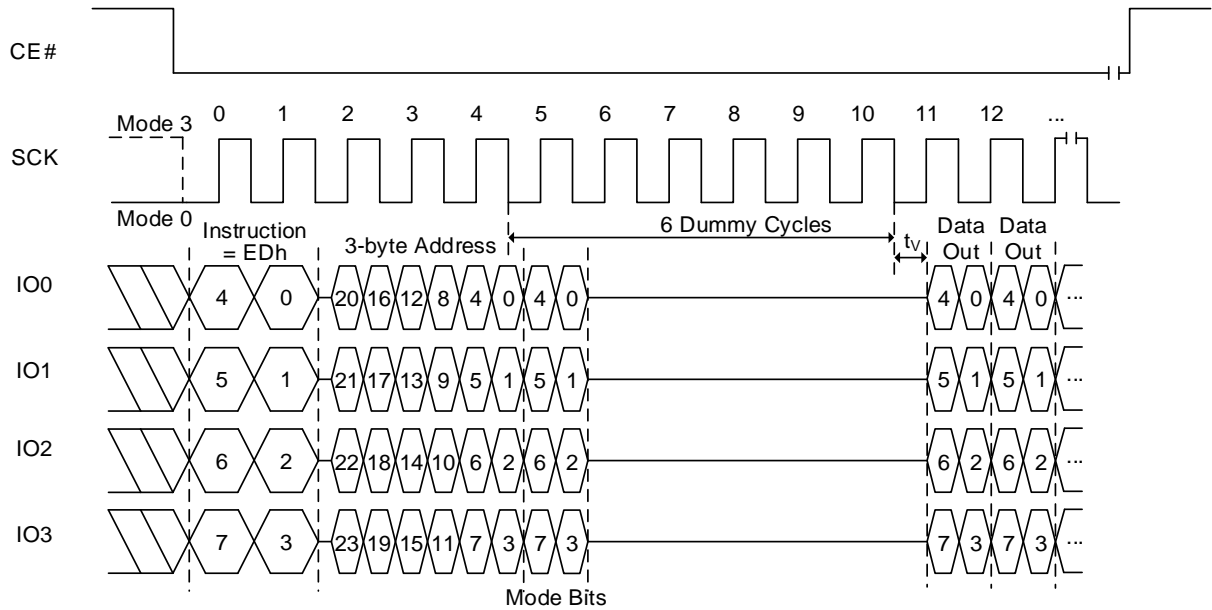 CE#
0 1 2 3 4 5 6 7 8 9 10 11 12 ...
Mode 3
SCK
Mode 0
Instruction
= EDh
3-byte Address
6 Dummy Cycles
tV
Data
Out
Data
Out
IO0 4 0 20 16 12 8 4 0 4 0 4 0 4 0 ...
IO1 5 1 21 17 13 9 5 1 5 1 5 1 5 1 ...
IO2 6 2 22 18 14 10 6 2 6 2 6 2 6 2 ...
IO3 7 3 23 19 15 11 7 3 7 3 7 3 7 3 ...
Mode Bits